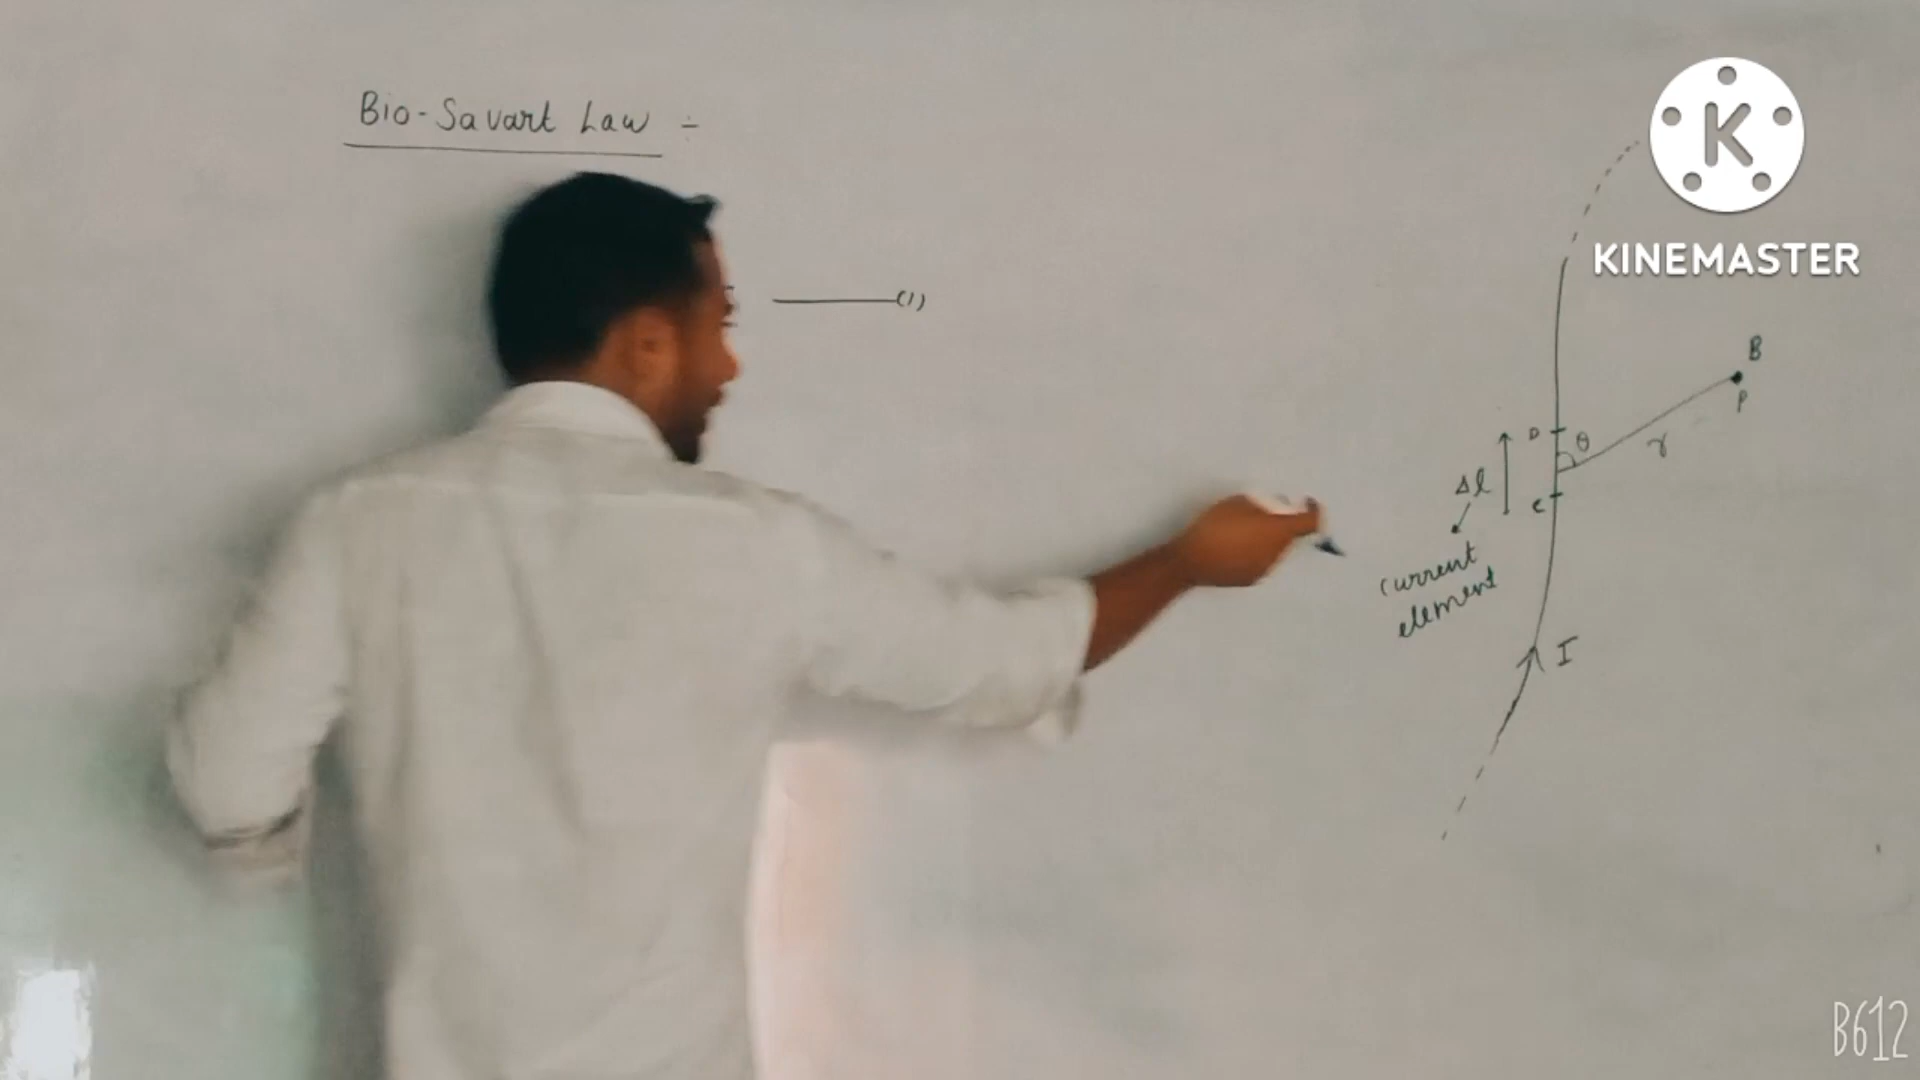 Bio-Savart Law ÷
(1)
K
KINEMASTER
B
P
D
θ
r
Δl
C
current
element
I
B612